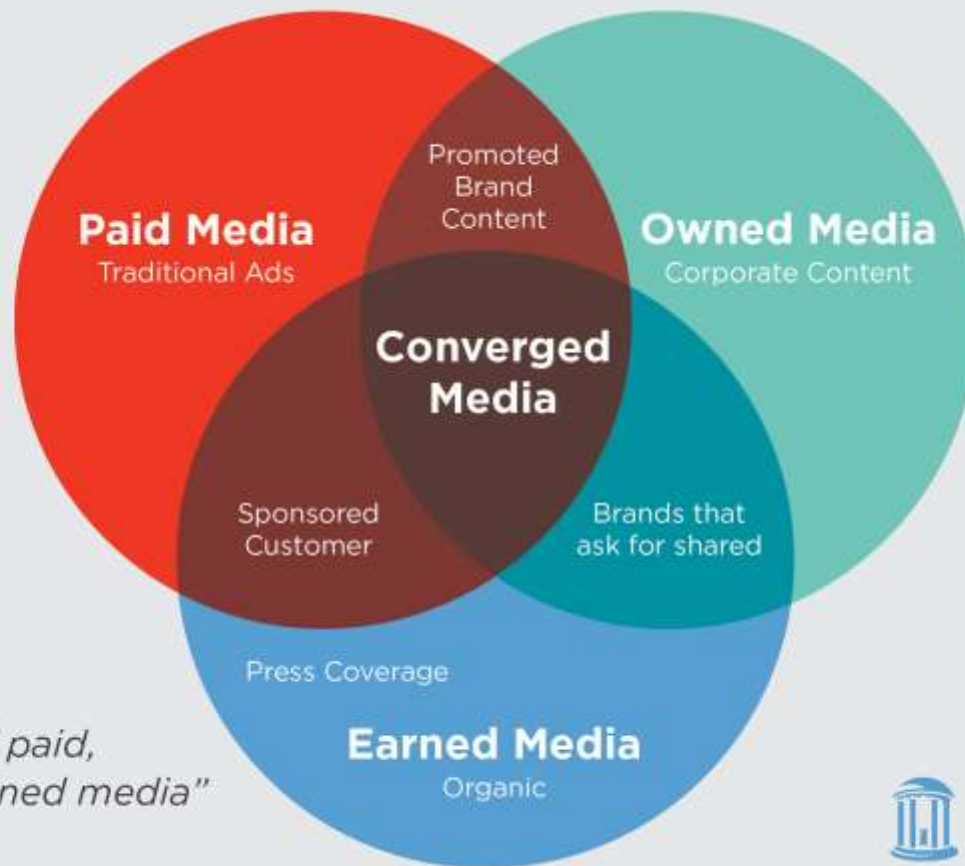 Promoted
Brand
Content
Paid Media
Traditional Ads
Owned Media
Corporate Content
Converged
Media
Sponsored
Customer
Brands that
ask for shared
Press Coverage
Earned Media
Organic
paid,
ned media”